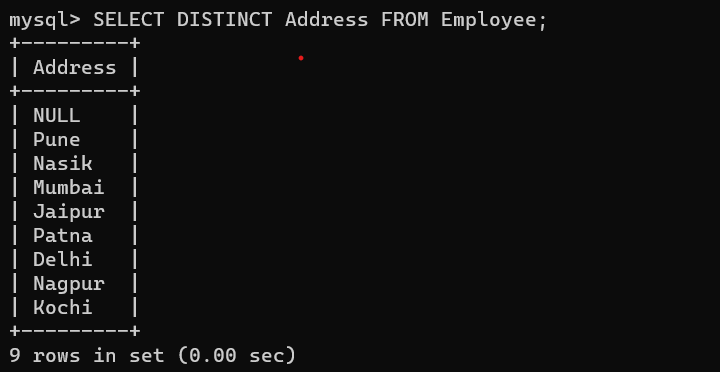 mysql> SELECT DISTINCT Address FROM Employee;
+---------+
| Address |
+---------+
| NULL    |
| Pune    |
| Nasik   |
| Mumbai  |
| Jaipur  |
| Patna   |
| Delhi   |
| Nagpur  |
| Kochi   |
+---------+
9 rows in set (0.00 sec)